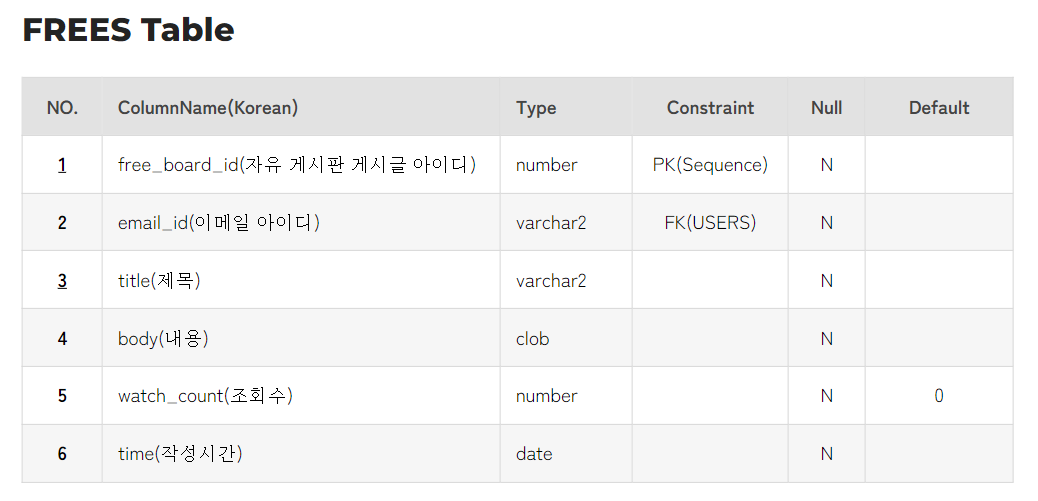 FREES Table
NO. ColumnName(Korean) Type Constraint Null Default
1 free_board_id(자유 게시판 게시글 아이디) number PK(Sequence) N
2 email_id(이메일 아이디) varchar2 FK(USERS) N
3 title(제목) varchar2 N
4 body(내용) clob N
5 watch_count(조회수) number N 0
6 time(작성시간) date N